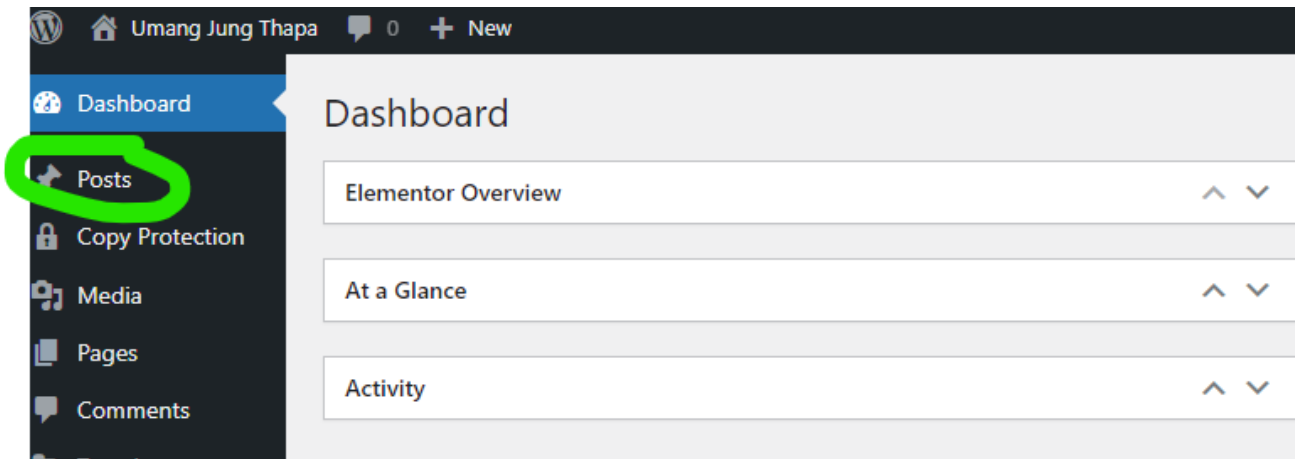 Umang Jung Thapa 0 New
Dashboard
Dashboard
Posts
Elementor Overview
Copy Protection
At a Glance
Media
Pages
Activity
Comments